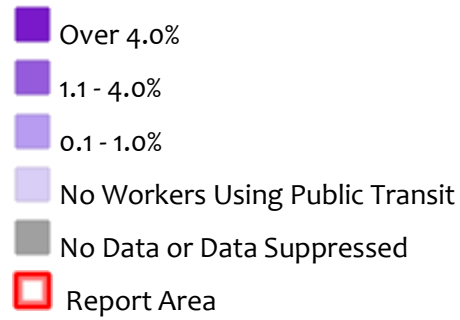 Over 4.0%
1.1 - 4.0%
0.1 - 1.0%
No Workers Using Public Transit
No Data or Data Suppressed
Report Area